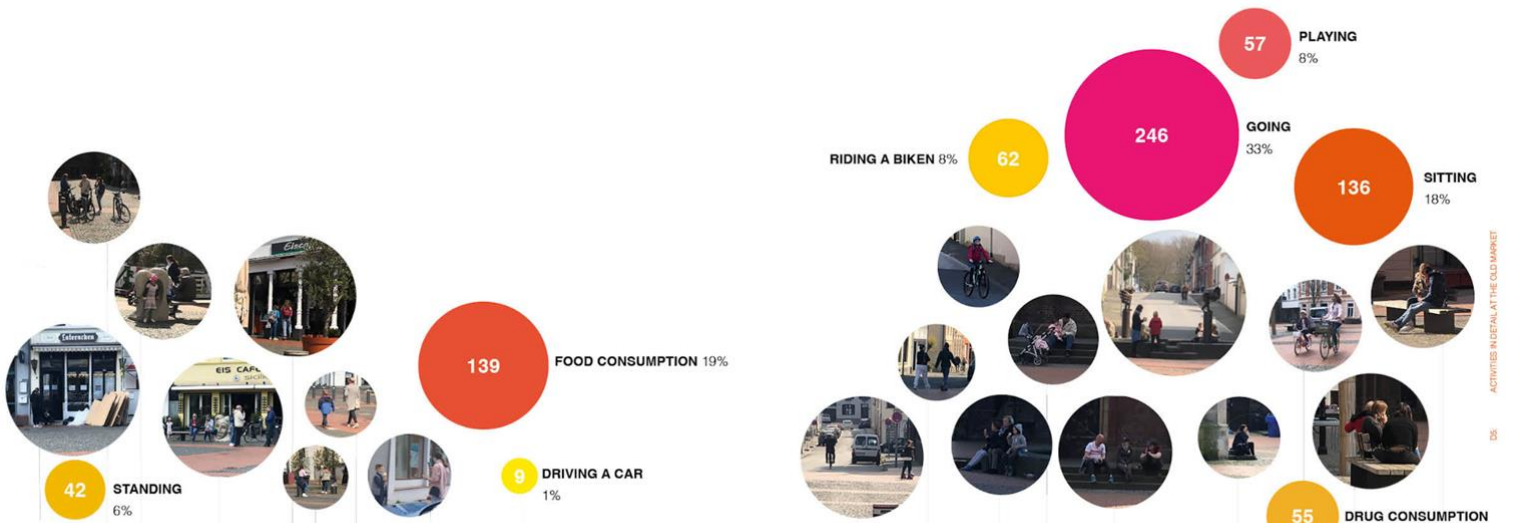 57
PLAYING
8%
246
GOING
33%
RIDING A BIKEN 8%
62
136
SITTING
18%
139
FOOD CONSUMPTION 19%
9
DRIVING A CAR
1%
42
STANDING
6%
55
DRUG CONSUMPTION
EIS CAFE
D5: ACTIVITIES IN DETAIL AT THE OLD MARKET